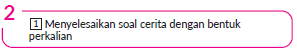 2
1 Menyelesaikan soal cerita dengan bentuk
perkalian